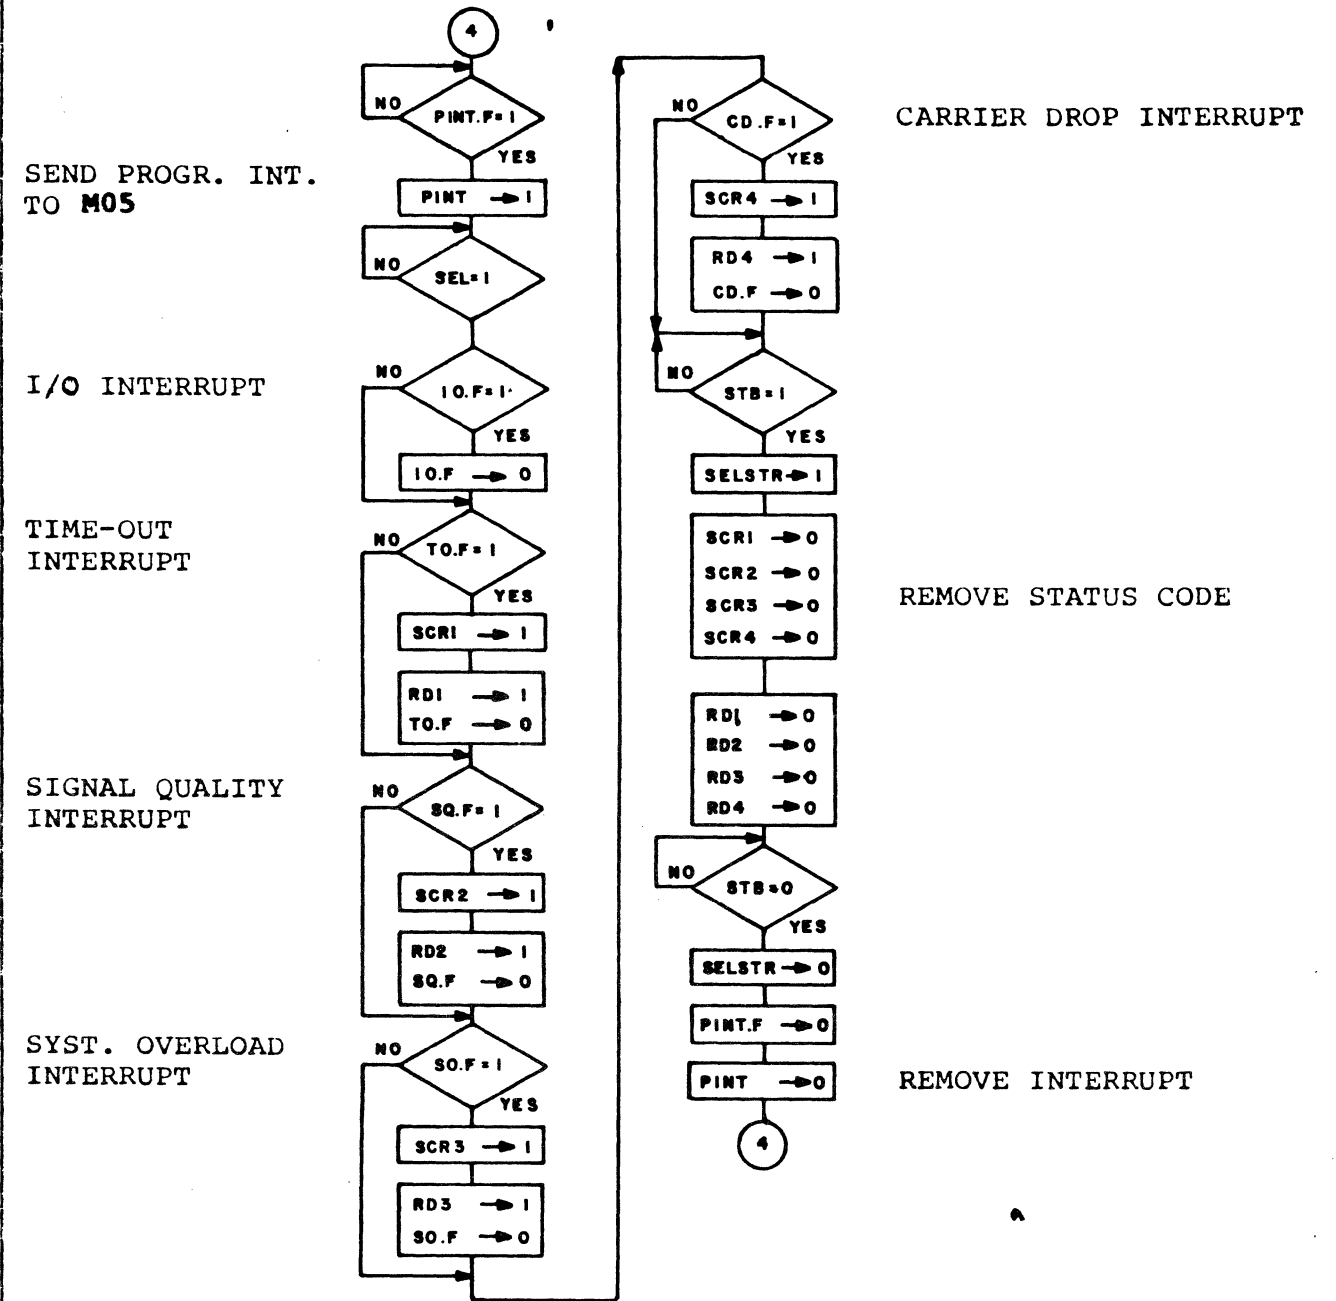 4
NO
PINT.F=1
YES
SEND PROGR. INT.
TO M05
PINT → 1
NO
SEL=1
I/O INTERRUPT
NO
IO.F=1
YES
IO.F → 0
TIME-OUT
INTERRUPT
NO
TO.F=1
YES
SCR1 → 1
RD1 → 1
TO.F → 0
SIGNAL QUALITY
INTERRUPT
NO
SQ.F=1
YES
SCR2 → 1
RD2 → 1
SQ.F → 0
SYST. OVERLOAD
INTERRUPT
NO
SO.F=1
YES
SCR3 → 1
RD3 → 1
SO.F → 0
NO
CD.F=1
YES
CARRIER DROP INTERRUPT
SCR4 → 1
RD4 → 1
CD.F → 0
NO
STB=1
YES
SELSTR → 1
SCR1 → 0
SCR2 → 0
SCR3 → 0
SCR4 → 0
REMOVE STATUS CODE
RD1 → 0
RD2 → 0
RD3 → 0
RD4 → 0
NO
STB=0
YES
SELSTR → 0
PINT.F → 0
PINT → 0
REMOVE INTERRUPT
4